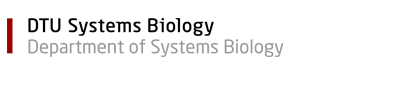 DTU Systems Biology
Department of Systems Biology